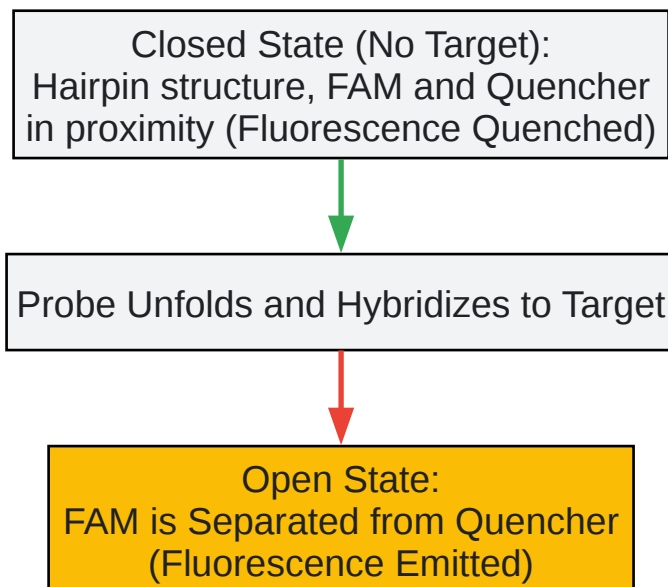 Closed State (No Target):
Hairpin structure, FAM and Quencher
in proximity (Fluorescence Quenched)
Probe Unfolds and Hybridizes to Target
Open State:
FAM is Separated from Quencher
(Fluorescence Emitted)